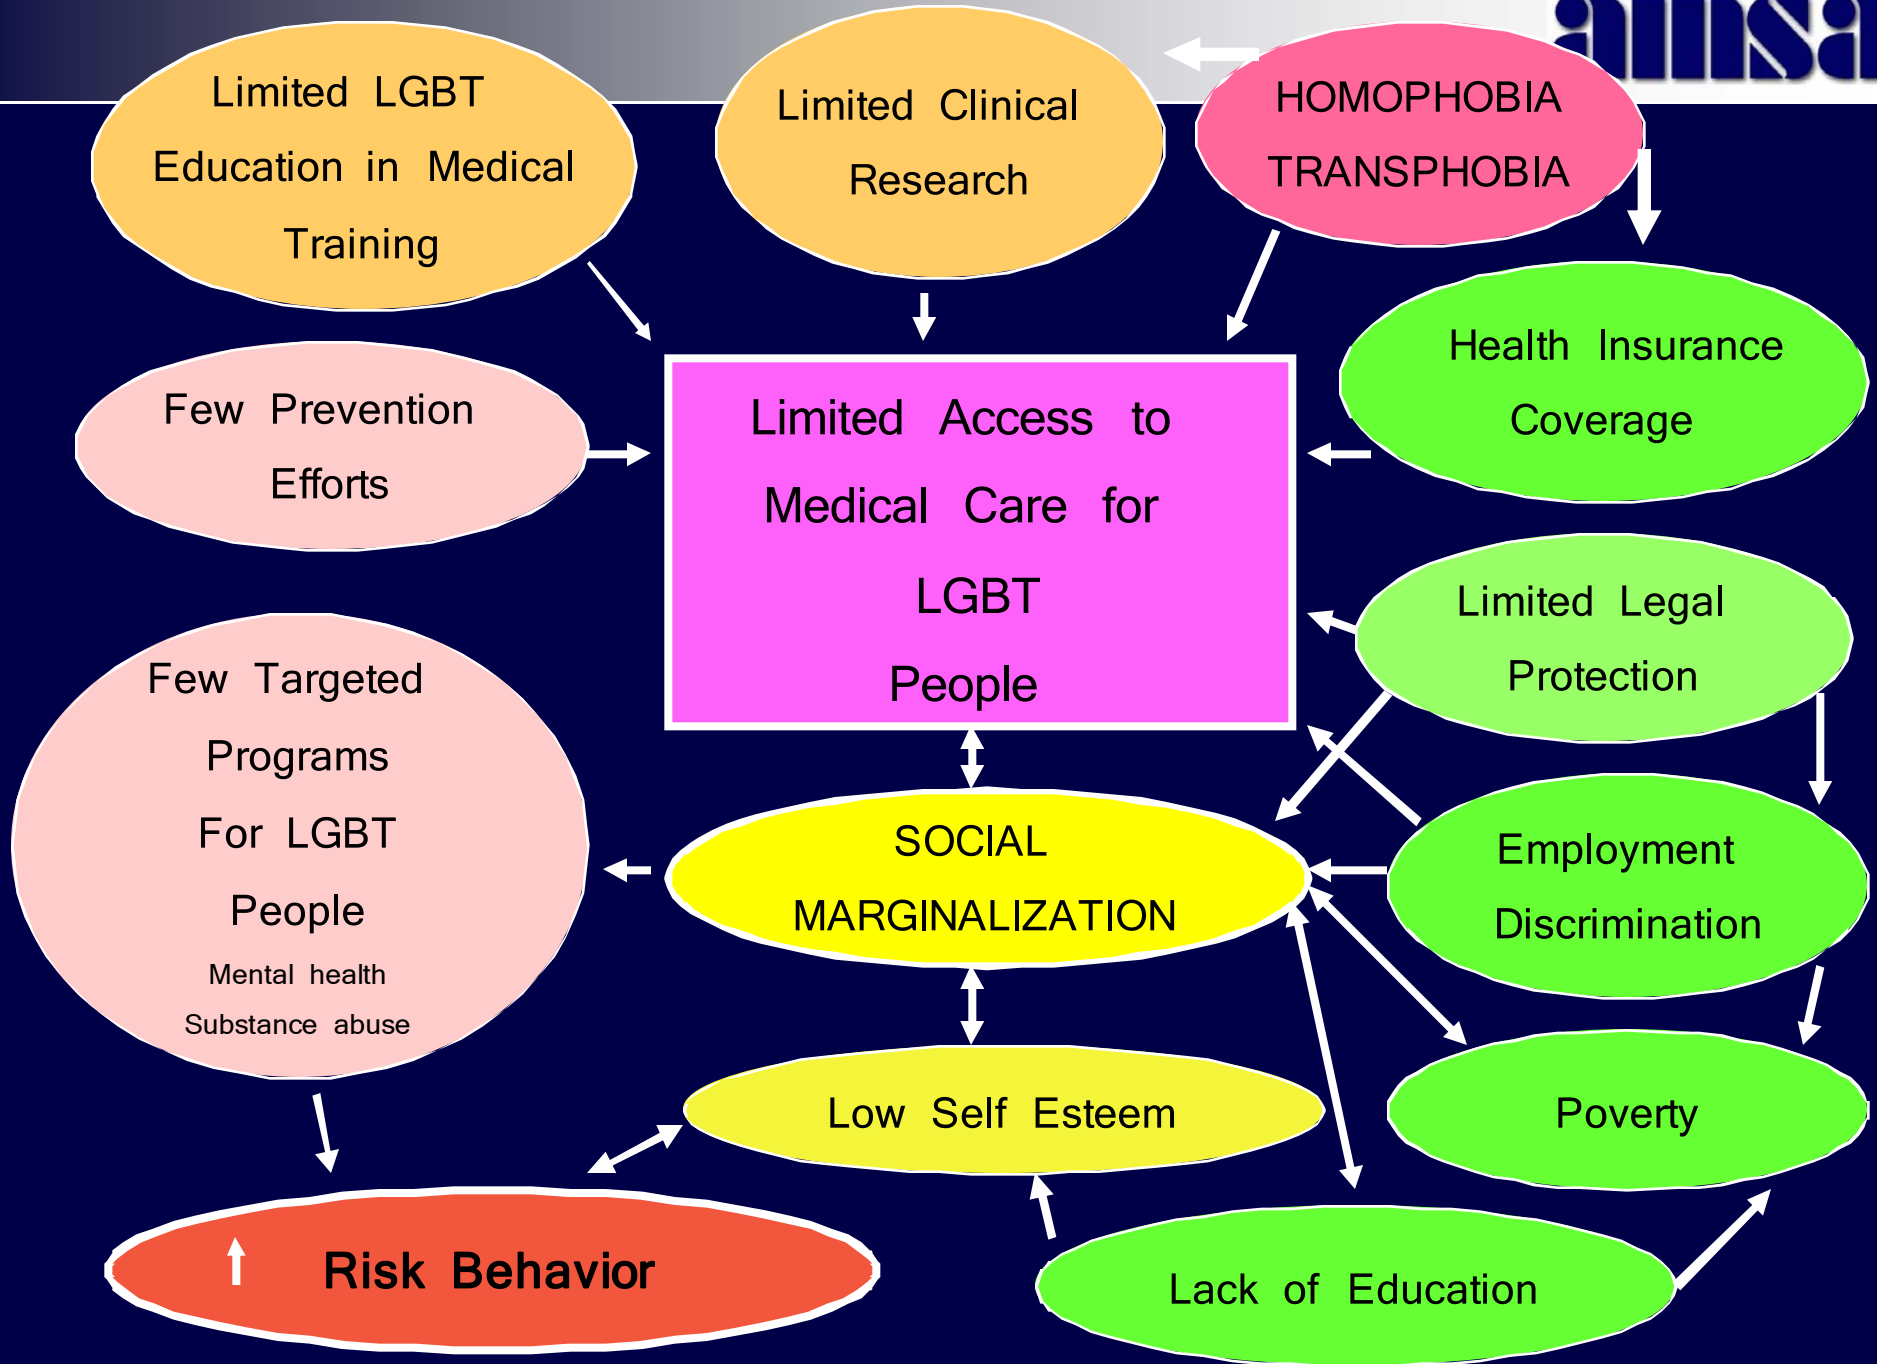 amsa
Limited LGBT
Education in Medical
Training
Limited Clinical
Research
HOMOPHOBIA
TRANSPHOBIA
Health Insurance
Coverage
Few Prevention
Efforts
Limited Access to
Medical Care for
LGBT
People
Limited Legal
Protection
Few Targeted
Programs
For LGBT
People
Mental health
Substance abuse
SOCIAL
MARGINALIZATION
Employment
Discrimination
Low Self Esteem
Poverty
Risk Behavior
Lack of Education